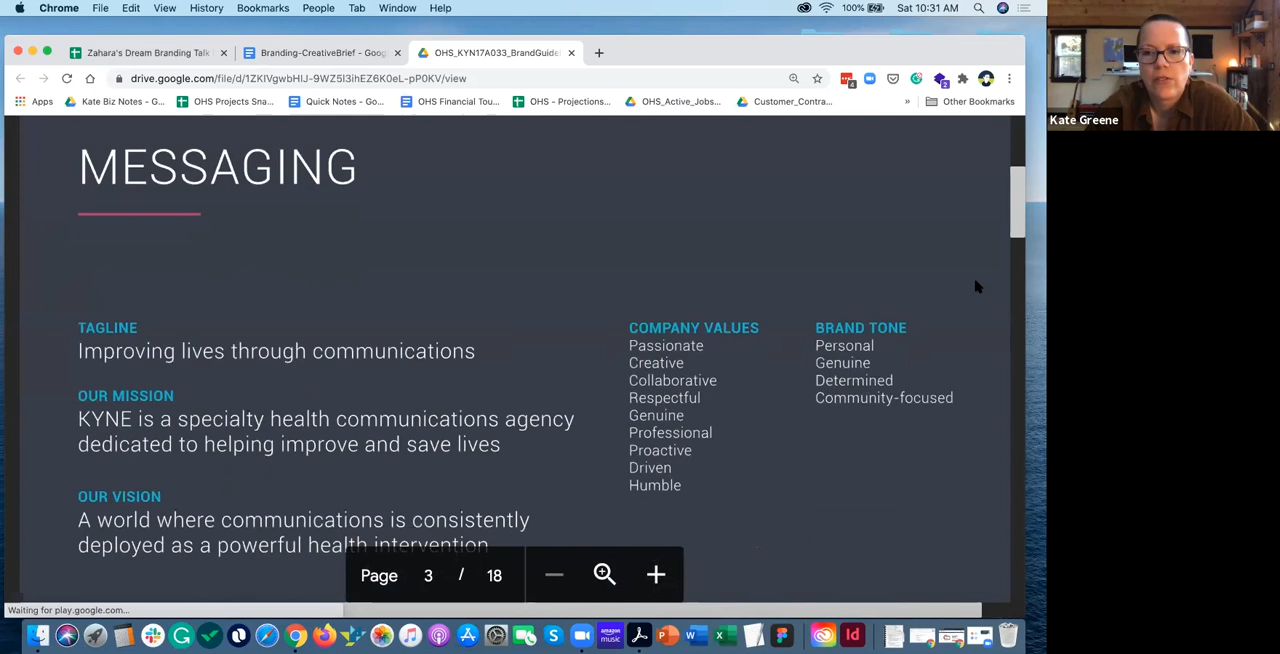 Chrome File Edit View History Bookmarks People Tab Window Help
100% Sat 10:31 AM
Zahara's Dream Branding Talk
Branding-CreativeBrief - Goog
OHS_KYN17A033_BrandGuide
drive.google.com/file/d/1ZKIVgwbHIJ-9WZ5I3ihEZ6K0eL-pP0KV/view
4
2
Apps Kate Biz Notes - G... OHS Projects Sna... Quick Notes - Go... OHS Financial Tou... OHS - Projections... OHS_Active_Jobs... Customer_Contra... » Other Bookmarks
Kate Greene
MESSAGING
TAGLINE
Improving lives through communications
OUR MISSION
KYNE is a specialty health communications agency
dedicated to helping improve and save lives
OUR VISION
A world where communications is consistently
deployed as a powerful health intervention
COMPANY VALUES
Passionate
Creative
Collaborative
Respectful
Genuine
Professional
Proactive
Driven
Humble
BRAND TONE
Personal
Genuine
Determined
Community-focused
Page 3 / 18
Waiting for play.google.com...
amazon music
Id